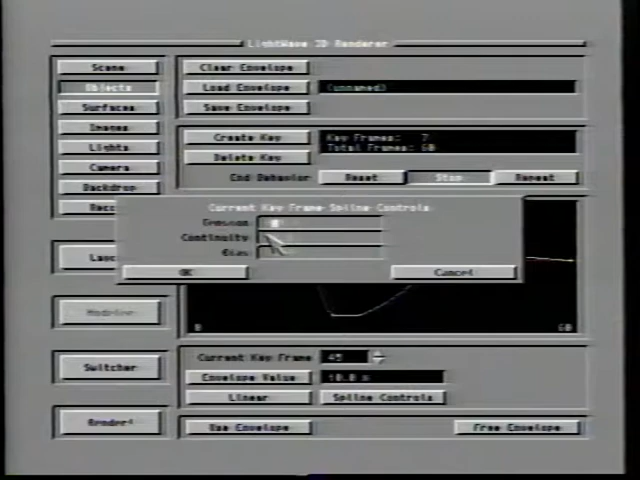 LightWave 3D Renderer
Scene
Clear Envelope
Objects
Load Envelope
(unnamed)
Surfaces
Save Envelope
Images
Create Key
Key Frames: 7
Lights
Total Frames: 60
Camera
Delete Key
Backdrop
End Behavior
Reset
Stop
Repeat
Current Key Frame Spline Controls
Tension
Continuity
Bias
OK
Cancel
Modeler
0
60
Current Key Frame
45
Switcher
Envelope Value
Linear
Spline Controls
Render!
Use Envelope
Free Envelope